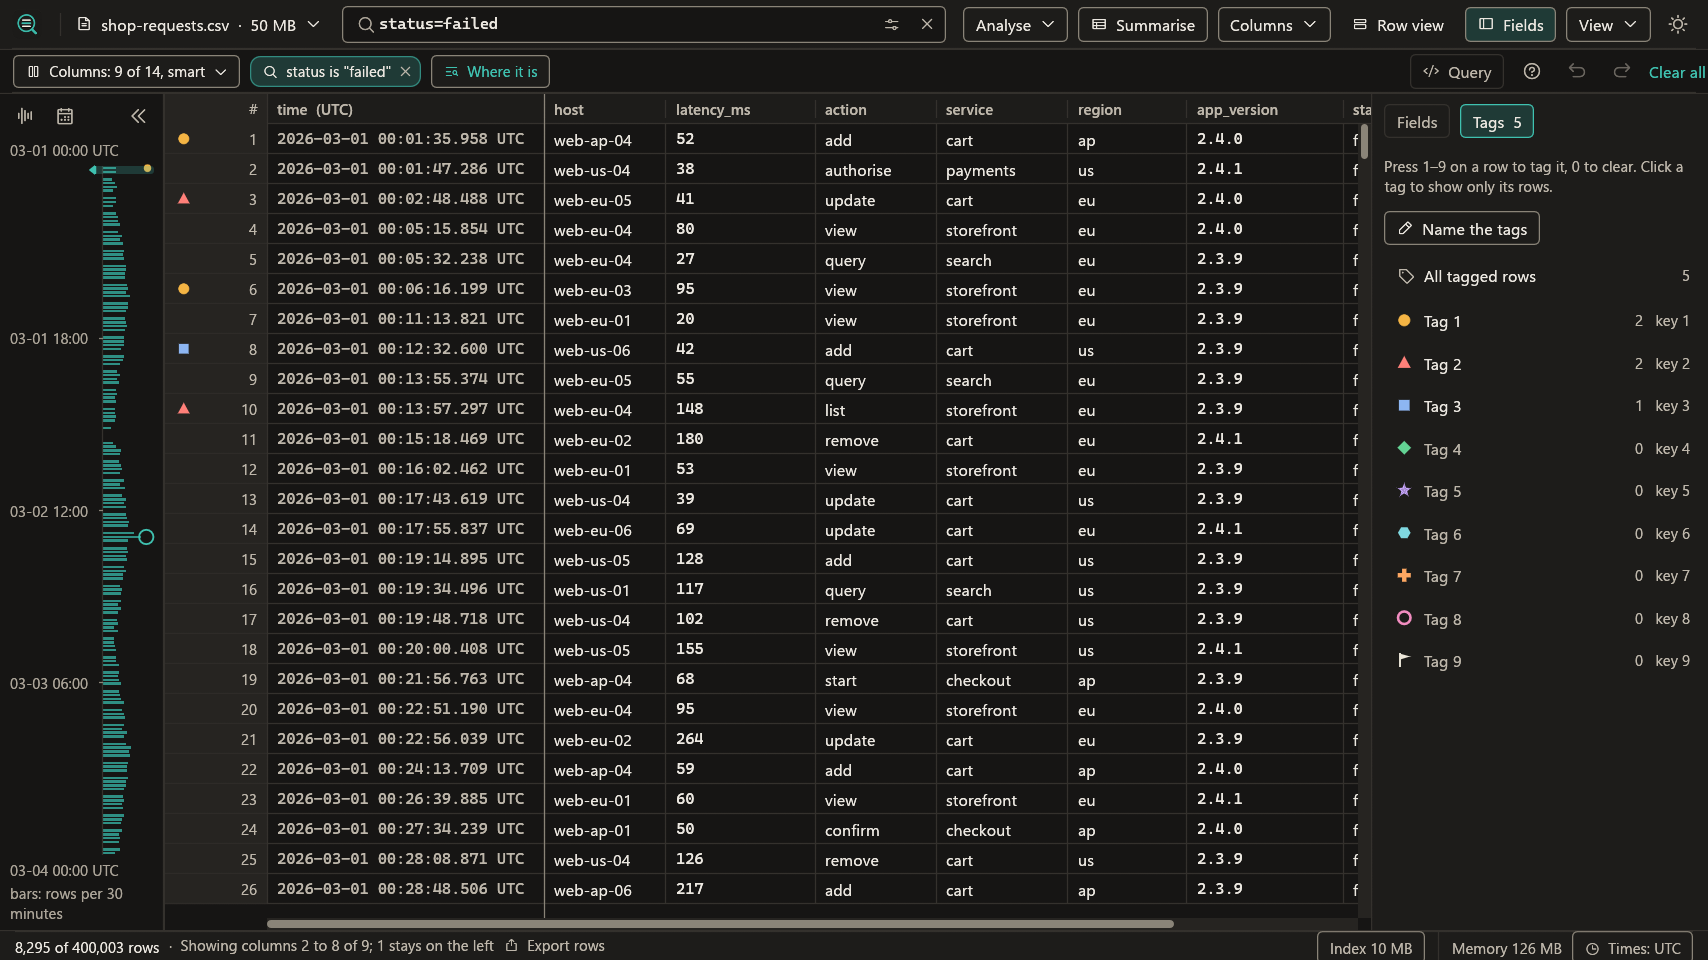 shop-requests.csv · 50 MB
status=failed
Analyse
Summarise
Columns
Row view
Fields
View
Columns: 9 of 14, smart
status is "failed"
Where it is
Query
Clear all
03-01 00:00 UTC
03-01 18:00
03-02 12:00
03-03 06:00
03-04 00:00 UTC
bars: rows per 30
minutes
# time (UTC) host latency_ms action service region app_version sta
1 2026-03-01 00:01:35.958 UTC web-ap-04 52 add cart ap 2.4.0 f
2 2026-03-01 00:01:47.286 UTC web-us-04 38 authorise payments us 2.4.1 f
3 2026-03-01 00:02:48.488 UTC web-eu-05 41 update cart eu 2.4.0 f
4 2026-03-01 00:05:15.854 UTC web-eu-04 80 view storefront eu 2.4.0 f
5 2026-03-01 00:05:32.238 UTC web-eu-04 27 query search eu 2.3.9 f
6 2026-03-01 00:06:16.199 UTC web-eu-03 95 view storefront eu 2.3.9 f
7 2026-03-01 00:11:13.821 UTC web-eu-01 20 view storefront eu 2.3.9 f
8 2026-03-01 00:12:32.600 UTC web-us-06 42 add cart us 2.3.9 f
9 2026-03-01 00:13:55.374 UTC web-eu-05 55 query search eu 2.3.9 f
10 2026-03-01 00:13:57.297 UTC web-eu-04 148 list storefront eu 2.3.9 f
11 2026-03-01 00:15:18.469 UTC web-eu-02 180 remove cart eu 2.4.1 f
12 2026-03-01 00:16:02.462 UTC web-eu-01 53 view storefront eu 2.3.9 f
13 2026-03-01 00:17:43.619 UTC web-us-04 39 update cart us 2.3.9 f
14 2026-03-01 00:17:55.837 UTC web-eu-06 69 update cart eu 2.4.1 f
15 2026-03-01 00:19:14.895 UTC web-us-05 128 add cart us 2.3.9 f
16 2026-03-01 00:19:34.496 UTC web-us-01 117 query search us 2.3.9 f
17 2026-03-01 00:19:48.718 UTC web-us-04 102 remove cart us 2.3.9 f
18 2026-03-01 00:20:00.408 UTC web-us-05 155 view storefront us 2.4.1 f
19 2026-03-01 00:21:56.763 UTC web-ap-04 68 start checkout ap 2.3.9 f
20 2026-03-01 00:22:51.190 UTC web-eu-04 95 view storefront eu 2.4.0 f
21 2026-03-01 00:22:56.039 UTC web-eu-02 264 update cart eu 2.3.9 f
22 2026-03-01 00:24:13.709 UTC web-ap-04 59 add cart ap 2.4.0 f
23 2026-03-01 00:26:39.885 UTC web-eu-01 60 view storefront eu 2.4.1 f
24 2026-03-01 00:27:34.239 UTC web-ap-01 50 confirm checkout ap 2.4.0 f
25 2026-03-01 00:28:08.871 UTC web-us-04 126 remove cart us 2.3.9 f
26 2026-03-01 00:28:48.506 UTC web-ap-06 217 add cart ap 2.3.9 f
Fields
Tags 5
Press 1–9 on a row to tag it, 0 to clear. Click a
tag to show only its rows.
Name the tags
All tagged rows 5
Tag 1 2 key 1
Tag 2 2 key 2
Tag 3 1 key 3
Tag 4 0 key 4
Tag 5 0 key 5
Tag 6 0 key 6
Tag 7 0 key 7
Tag 8 0 key 8
Tag 9 0 key 9
8,295 of 400,003 rows · Showing columns 2 to 8 of 9; 1 stays on the left
Export rows
Index 10 MB
Memory 126 MB
Times: UTC